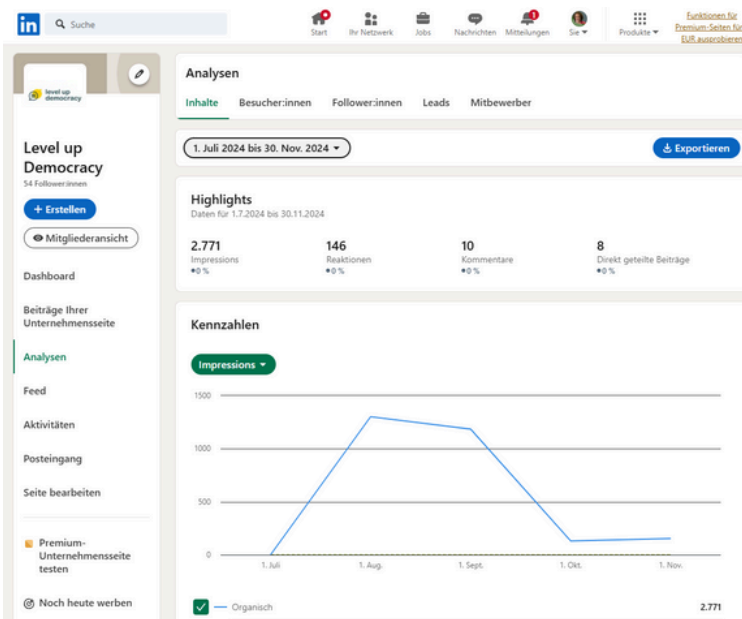 in
Suche
Start
Ihr Netzwerk
Jobs
Nachrichten
Mitteilungen
1
Sie
Produkte
Funktionen für
Premium-Seiten für
EUR ausprobieren
level up
democracy
Level up
Democracy
54 Follower:innen
+ Erstellen
Mitgliederansicht
Dashboard
Beiträge Ihrer
Unternehmensseite
Analysen
Feed
Aktivitäten
Posteingang
Seite bearbeiten
Premium-
Unternehmensseite
testen
Noch heute werben
Analysen
Inhalte
Besucher:innen
Follower:innen
Leads
Mitbewerber
1. Juli 2024 bis 30. Nov. 2024
Exportieren
Highlights
Daten für 1.7.2024 bis 30.11.2024
2.771
Impressions
0 %
146
Reaktionen
0 %
10
Kommentare
0 %
8
Direkt geteilte Beiträge
0 %
Kennzahlen
Impressions
1500
1000
500
0
1. Juli
1. Aug.
1. Sept.
1. Okt.
1. Nov.
Organisch
2.771